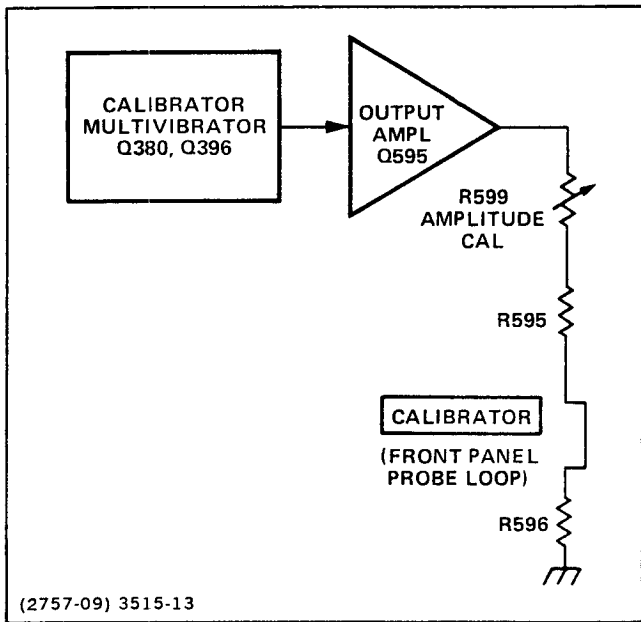 CALIBRATOR
MULTIVIBRATOR
Q380, Q396
OUTPUT
AMPL
Q595
R599
AMPLITUDE
CAL
R595
CALIBRATOR
(FRONT PANEL
PROBE LOOP)
R596
(2757-09) 3515-13